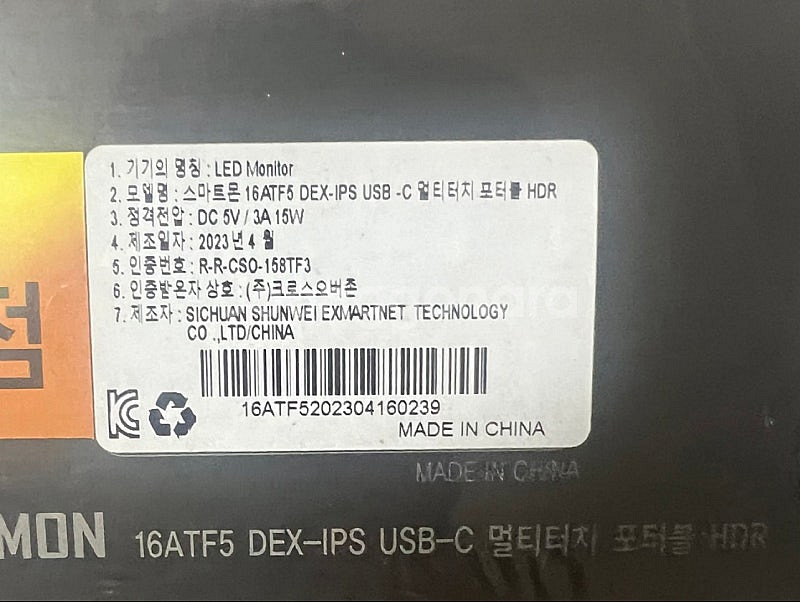 1. 기기의 명칭 : LED Monitor
2. 모델명 : 스마트몬 16ATF5 DEX-IPS USB -C 멀티터치 포터블 HDR
3. 정격전압 : DC 5V / 3A 15W
4. 제조일자 : 2023년 4 월
5. 인증번호 : R-R-CSO-158TF3
6. 인증받은자 상호 : (주)크로스오버존
7. 제조자 : SICHUAN SHUNWEI EXMARTNET TECHNOLOGY
CO .,LTD/CHINA
16ATF5202304160239
MADE IN CHINA
MADE IN CHINA
점
MON 16ATF5 DEX-IPS USB-C 멀티터치 포터블 HDR